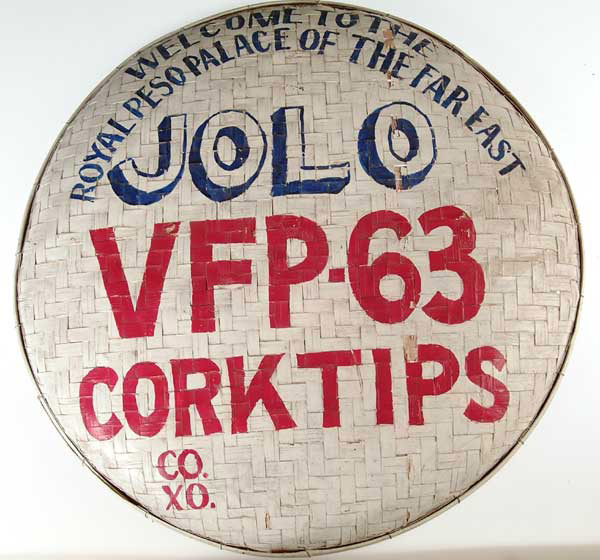 WELCOME TO THE
ROYAL PESO PALACE OF THE FAR EAST
JOLO
VFP-63
CORKTIPS
CO.
XO.